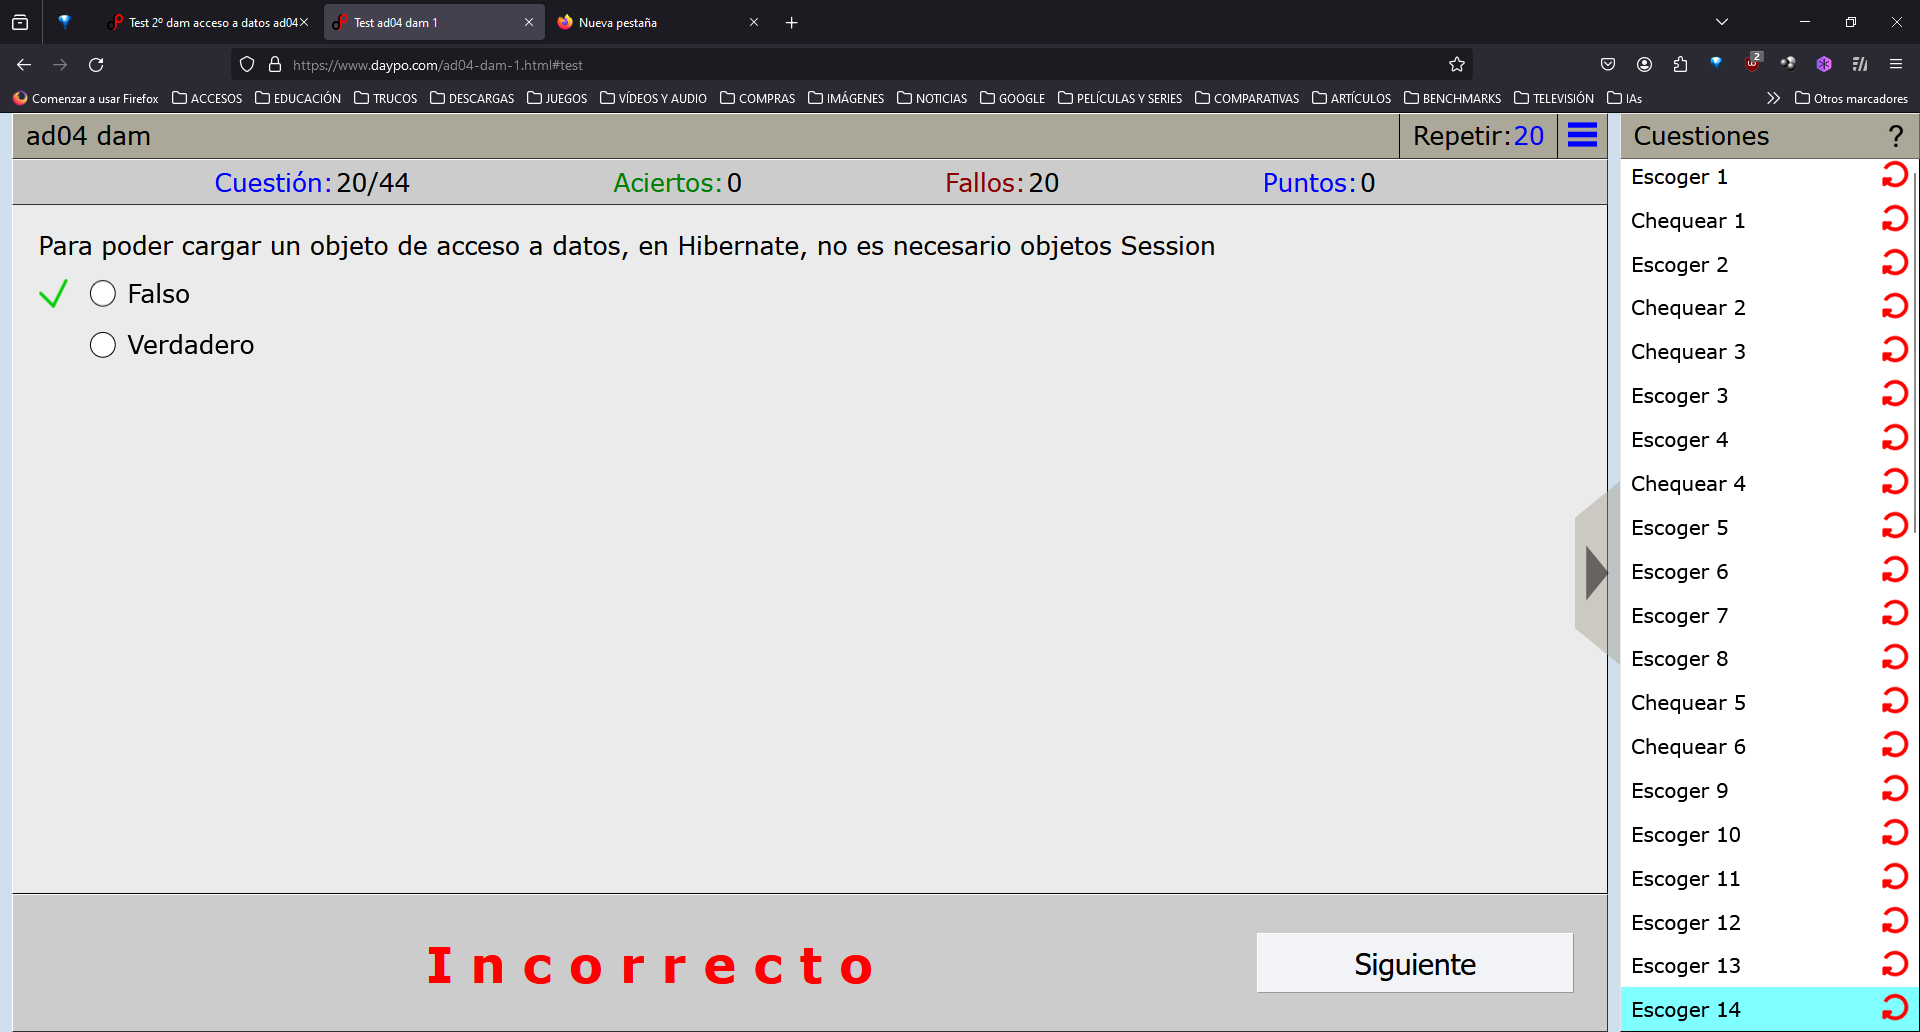 Test 2º dam acceso a datos ad04
Test ad04 dam 1
Nueva pestaña
https://www.daypo.com/ad04-dam-1.html#test
2
Comenzar a usar Firefox
ACCESOS
EDUCACIÓN
TRUCOS
DESCARGAS
JUEGOS
VÍDEOS Y AUDIO
COMPRAS
IMÁGENES
NOTICIAS
GOOGLE
PELÍCULAS Y SERIES
COMPARATIVAS
ARTÍCULOS
BENCHMARKS
TELEVISIÓN
IAs
Otros marcadores
ad04 dam
Repetir:20
Cuestión:20/44
Aciertos:0
Fallos:20
Puntos:0
Para poder cargar un objeto de acceso a datos, en Hibernate, no es necesario objetos Session
Falso
Verdadero
Incorrecto
Siguiente
Cuestiones
?
Escoger 1
Chequear 1
Escoger 2
Chequear 2
Chequear 3
Escoger 3
Escoger 4
Chequear 4
Escoger 5
Escoger 6
Escoger 7
Escoger 8
Chequear 5
Chequear 6
Escoger 9
Escoger 10
Escoger 11
Escoger 12
Escoger 13
Escoger 14